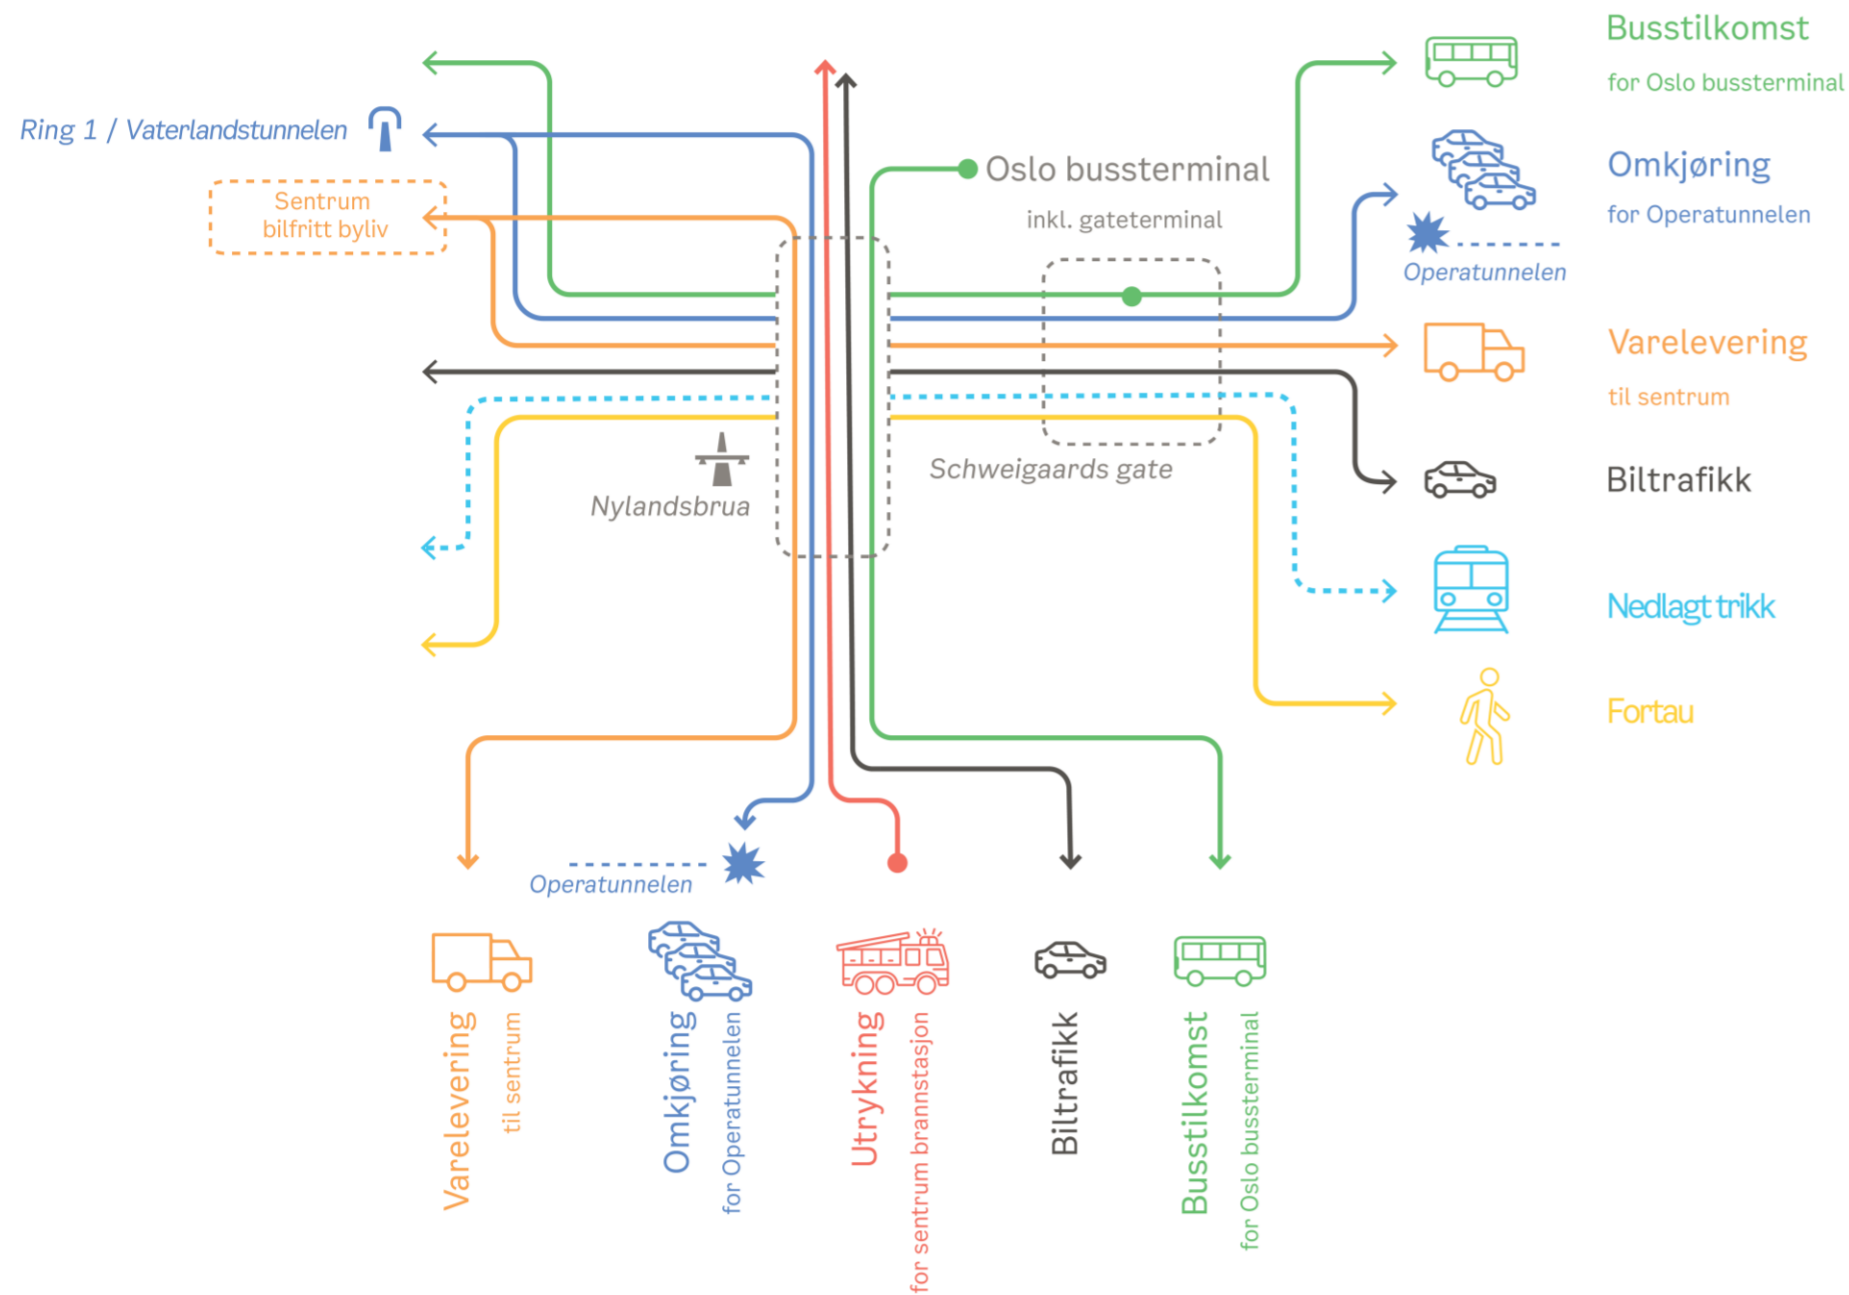 Busstilkomst
for Oslo bussterminal
Ring 1 / Vaterlandstunnelen
Omkjøring
for Operatunnelen
Operatunnelen
Oslo bussterminal
inkl. gateterminal
Sentrum
bilfritt byliv
Varelevering
til sentrum
Schweigaards gate
Biltrafikk
Nylandsbrua
Nedlagt trikk
Fortau
Operatunnelen
Varelevering
til sentrum
Omkjøring
for Operatunnelen
Utrykning
for sentrum brannstasjon
Biltrafikk
Busstilkomst
for Oslo bussterminal